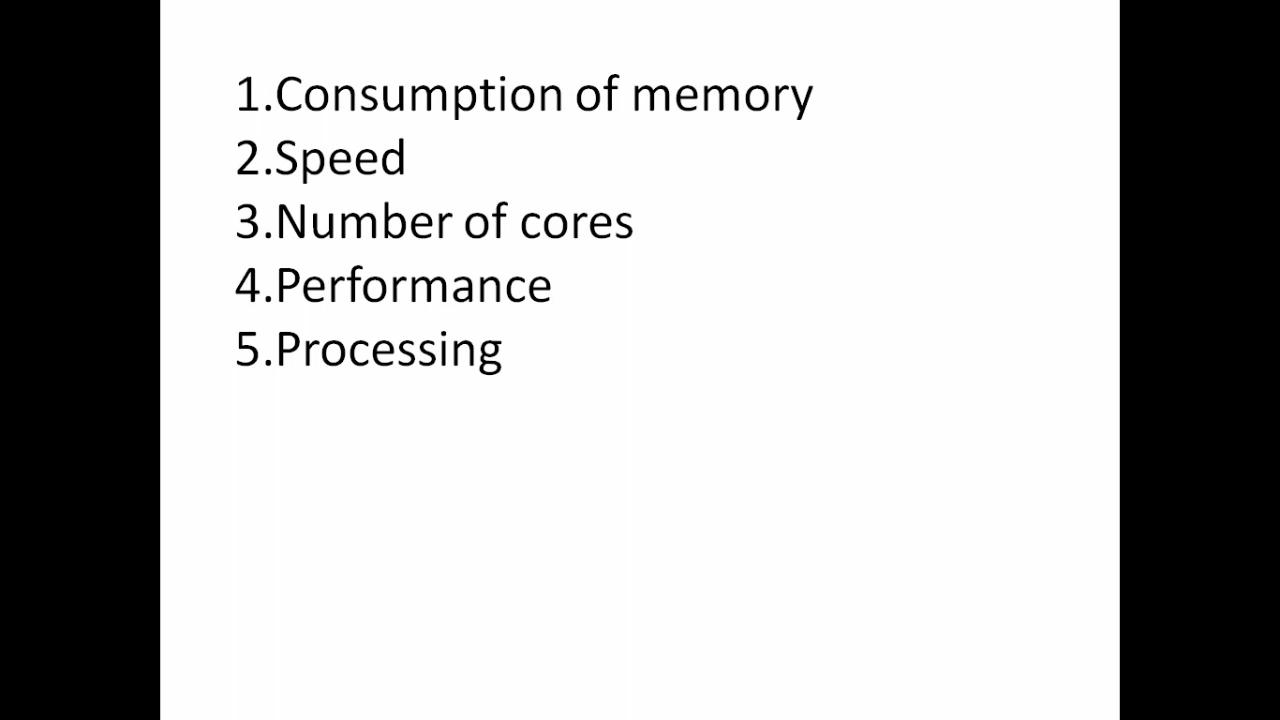 1.Consumption of memory
2.Speed
3.Number of cores
4.Performance
5.Processing